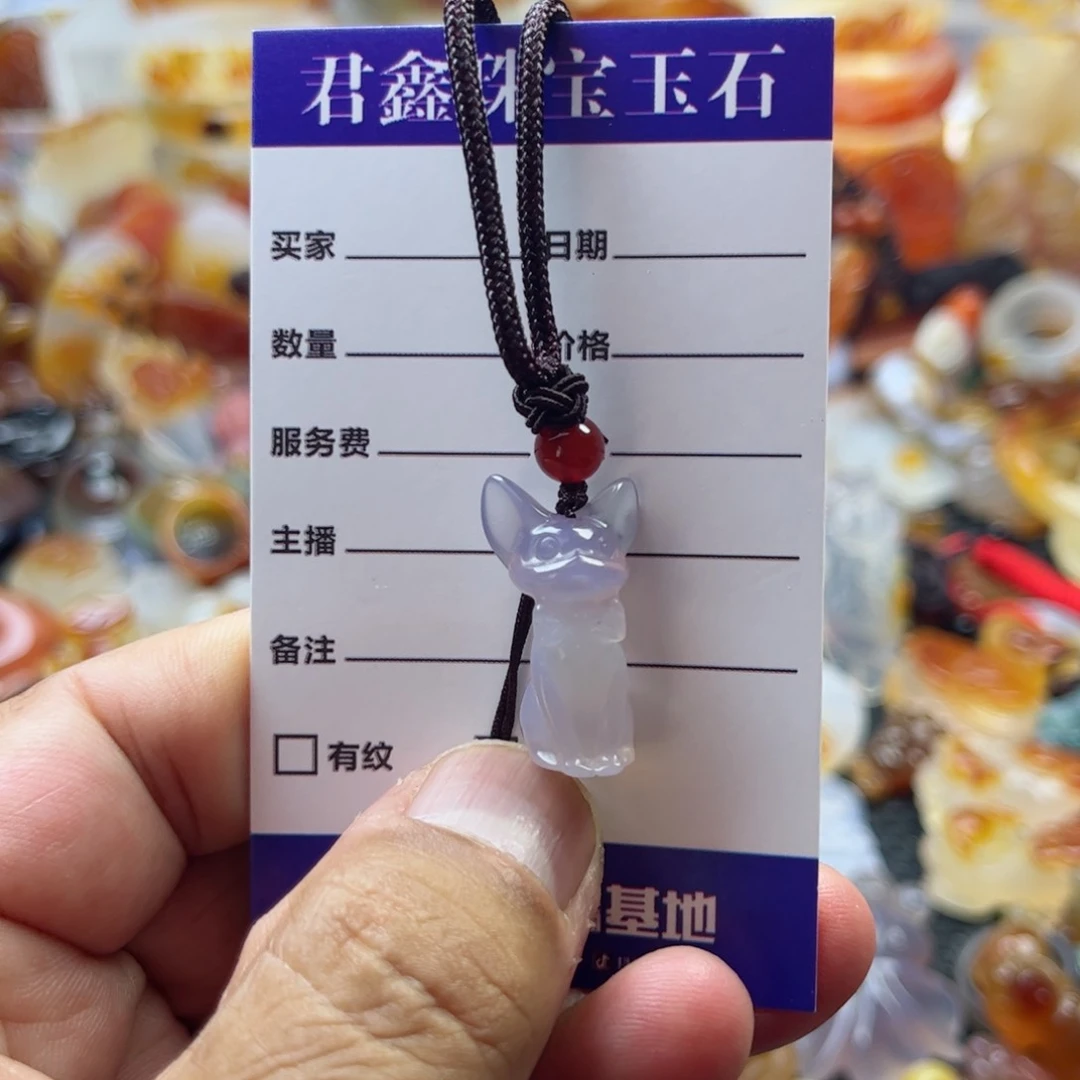 君鑫珠宝玉石
买家 日期
数量 价格
服务费
主播
备注
有纹
基地